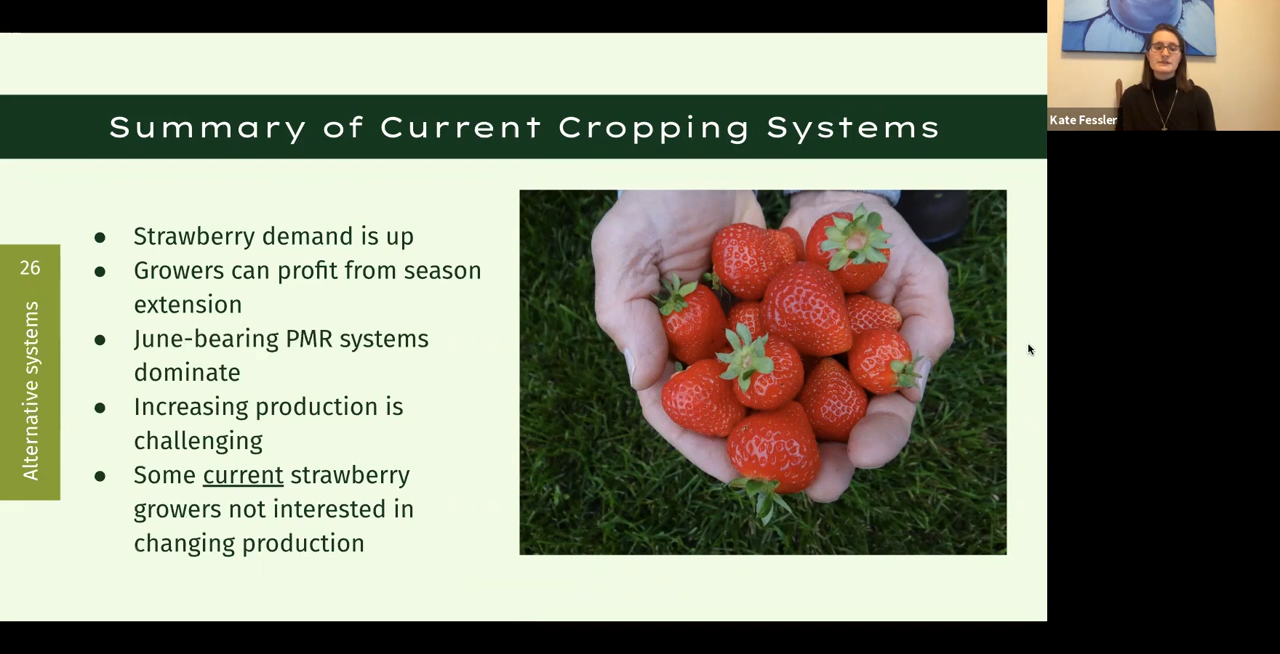 Summary of Current Cropping Systems
● Strawberry demand is up
● Growers can profit from season
extension
● June-bearing PMR systems
dominate
● Increasing production is
challenging
● Some current strawberry
growers not interested in
changing production
26
Alternative systems
Kate Fessler